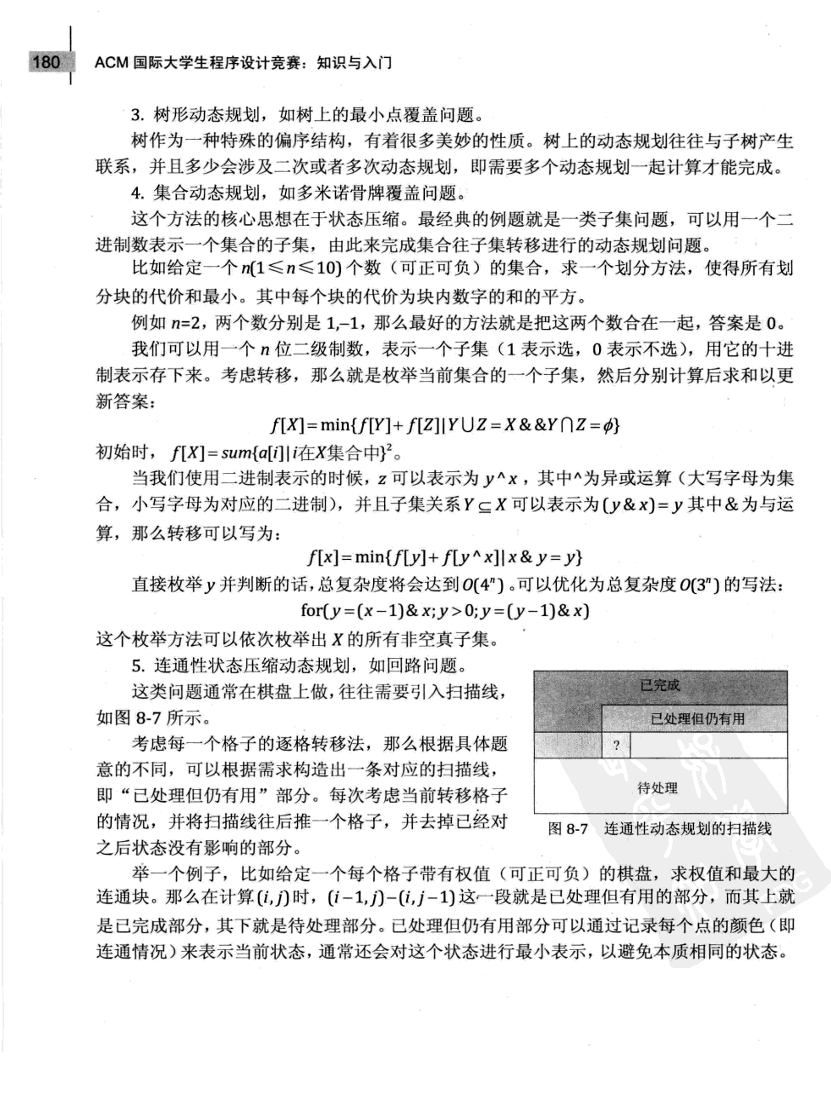 180
ACM 国际大学生程序设计竞赛：知识与入门
3. 树形动态规划，如树上的最小点覆盖问题。
树作为一种特殊的偏序结构，有着很多美妙的性质。树上的动态规划往往与子树产生
联系，并且多少会涉及二次或者多次动态规划，即需要多个动态规划一起计算才能完成。
4. 集合动态规划，如多米诺骨牌覆盖问题。
这个方法的核心思想在于状态压缩。最经典的例题就是一类子集问题，可以用一个二
进制数表示一个集合的子集，由此来完成集合往子集转移进行的动态规划问题。
比如给定一个 n(1≤n≤10) 个数（可正可负）的集合，求一个划分方法，使得所有划
分块的代价和最小。其中每个块的代价为块内数字的和的平方。
例如 n=2，两个数分别是 1,–1，那么最好的方法就是把这两个数合在一起，答案是 0。
我们可以用一个 n 位二级制数，表示一个子集（1 表示选，0 表示不选），用它的十进
制表示存下来。考虑转移，那么就是枚举当前集合的一个子集，然后分别计算后求和以更
新答案：
f[X]=min{f[Y]+f[Z]|Y∪Z=X&&Y∩Z=ϕ}
初始时，f[X]=sum{a[i]|i在X集合中}²。
当我们使用二进制表示的时候，z 可以表示为 y^x，其中^为异或运算（大写字母为集
合，小写字母为对应的二进制），并且子集关系Y⊆X 可以表示为(y&x)=y 其中&为与运
算，那么转移可以写为：
f[x]=min{f[y]+f[y^x]|x&y=y}
直接枚举 y 并判断的话，总复杂度将会达到O(4ⁿ)。可以优化为总复杂度O(3ⁿ)的写法：
for(y=(x−1)&x;y>0;y=(y−1)&x)
这个枚举方法可以依次枚举出 X 的所有非空真子集。
5. 连通性状态压缩动态规划，如回路问题。
这类问题通常在棋盘上做，往往需要引入扫描线，
如图 8-7 所示。
考虑每一个格子的逐格转移法，那么根据具体题
意的不同，可以根据需求构造出一条对应的扫描线，
即“已处理但仍有用”部分。每次考虑当前转移格子
的情况，并将扫描线往后推一个格子，并去掉已经对
之后状态没有影响的部分。
已完成
已处理但仍有用
?
待处理
图 8-7 连通性动态规划的扫描线
举一个例子，比如给定一个每个格子带有权值（可正可负）的棋盘，求权值和最大的
连通块。那么在计算(i,j)时，(i−1,j)−(i,j−1)这一段就是已处理但有用的部分，而其上就
是已完成部分，其下就是待处理部分。已处理但仍有用部分可以通过记录每个点的颜色（即
连通情况）来表示当前状态，通常还会对这个状态进行最小表示，以避免本质相同的状态。